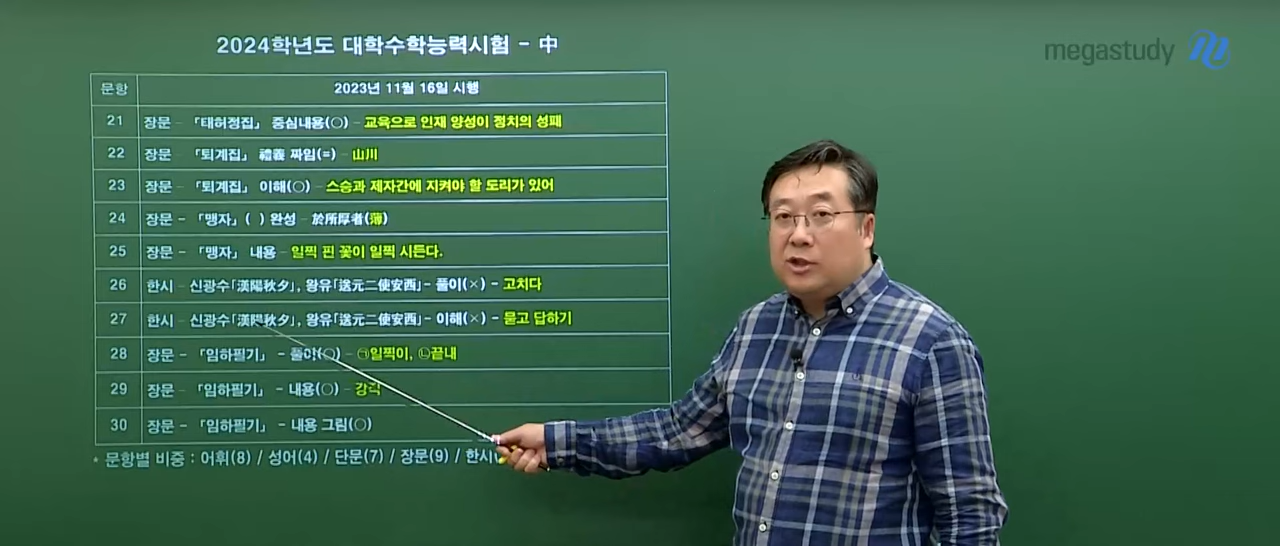 2024학년도 대학수학능력시험 - 中
megastudy
문항 2023년 11월 16일 시행
21 장문 - 「태허정집」 중심내용(○) - 교육으로 인재 양성이 정치의 성패
22 장문 - 「퇴계집」 禮義 짜임(=) - 山川
23 장문 - 「퇴계집」 이해(○) - 스승과 제자간에 지켜야 할 도리가 있어
24 장문 - 「맹자」 ( ) 완성 - 於所厚者(薄)
25 장문 - 「맹자」 내용 - 일찍 핀 꽃이 일찍 시든다.
26 한시 - 신광수「漢陽秋夕」, 왕유「送元二使安西」- 풀이(×) - 고치다
27 한시 - 신광수「漢陽秋夕」, 왕유「送元二使安西」- 이해(×) - 묻고 답하기
28 장문 - 「임하필기」 - 풀이(○) - ㉠일찍이, ㉡끝내
29 장문 - 「임하필기」 - 내용(○) - 강직
30 장문 - 「임하필기」 - 내용 그림(○)
* 문항별 비중 : 어휘(8) / 성어(4) / 단문(7) / 장문(9) / 한시(